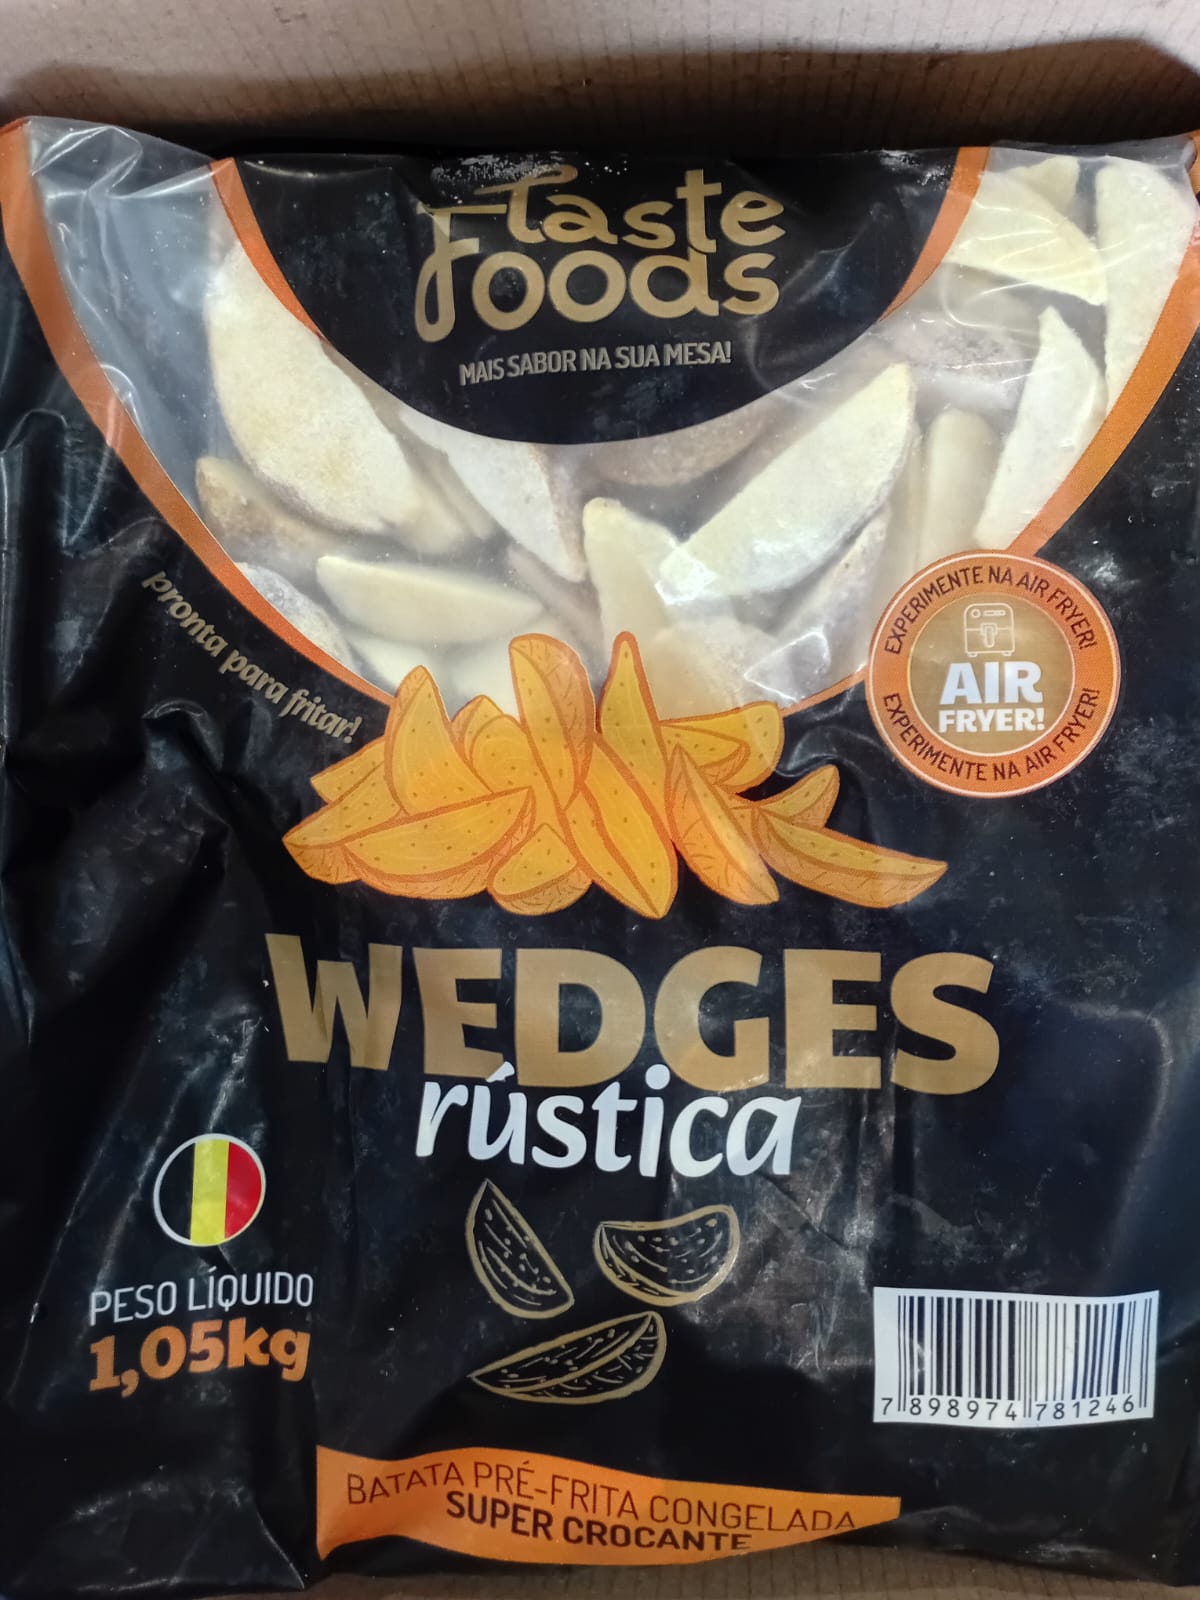 Taste
Foods
MAIS SABOR NA SUA MESA!
pronta para fritar!
EXPERIMENTE NA AIR FRYER!
AIR
FRYER!
EXPERIMENTE NA AIR FRYER!
WEDGES
rústica
PESO LÍQUIDO
1,05kg
7 898974 781246
BATATA PRÉ-FRITA CONGELADA
SUPER CROCANTE